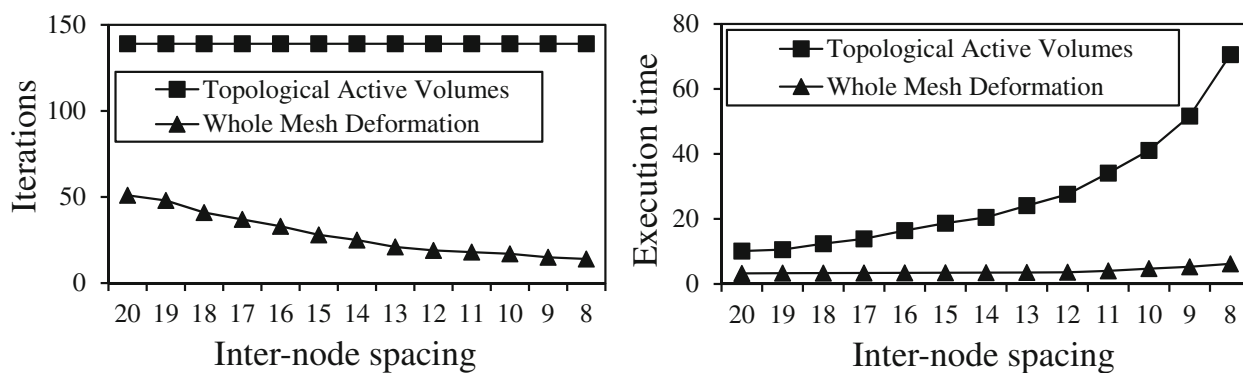 150
100
50
0
Iterations
Topological Active Volumes
Whole Mesh Deformation
20 19 18 17 16 15 14 13 12 11 10 9 8
Inter-node spacing
80
60
40
20
0
Execution time
Topological Active Volumes
Whole Mesh Deformation
20 19 18 17 16 15 14 13 12 11 10 9 8
Inter-node spacing